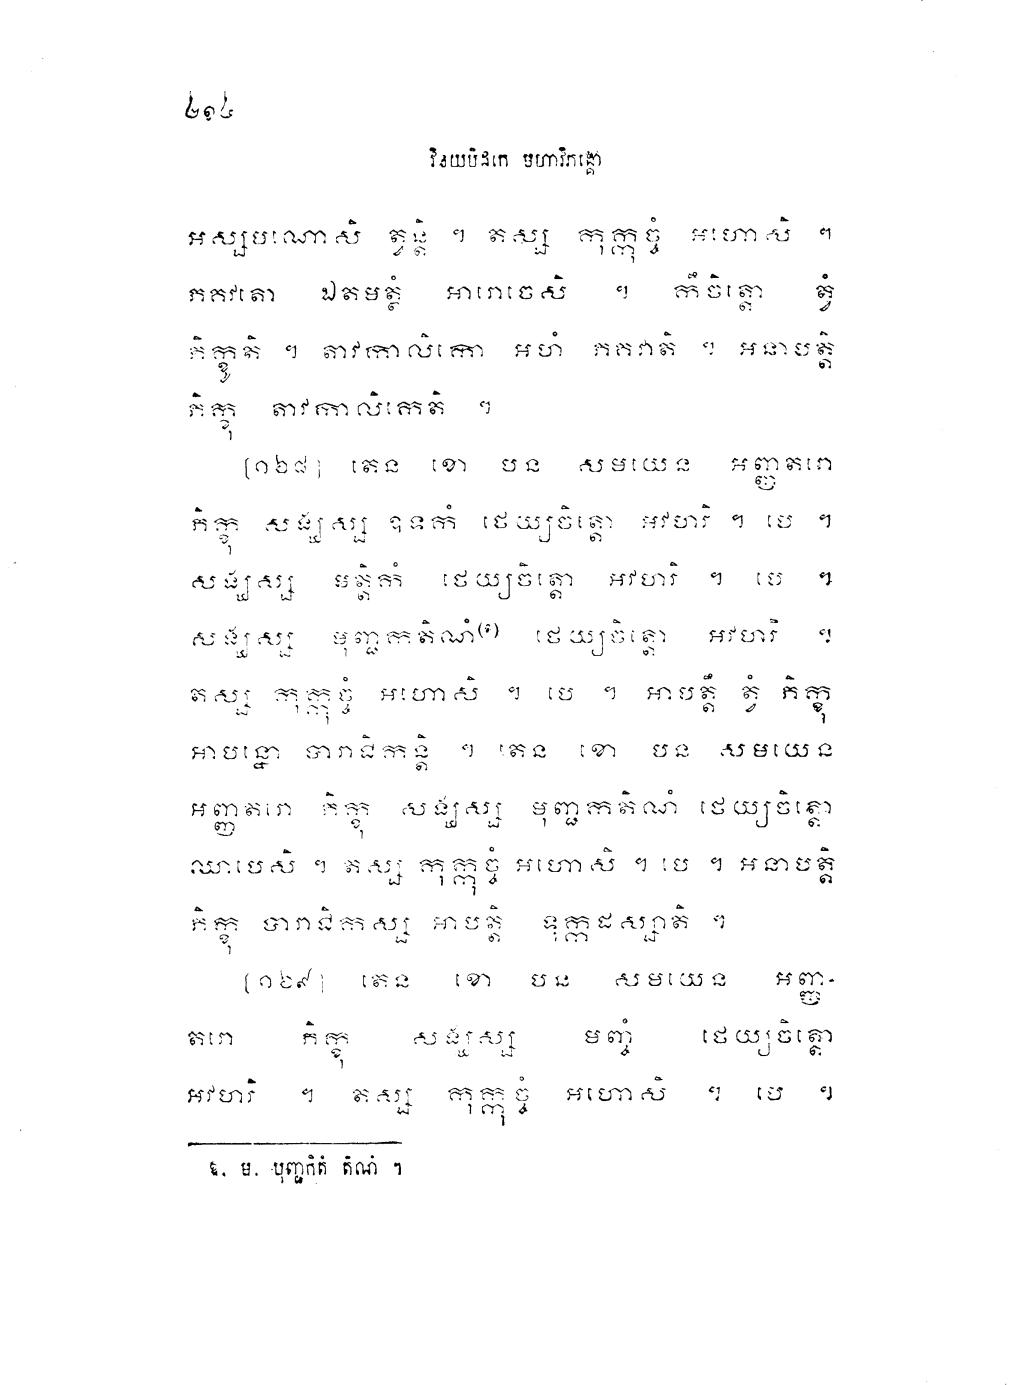 ២១៤
វិនយបិដកេ មហាវិភង្គោ
អស្សមណោសិ ត្វន្តិ ។ តស្ស កុក្កុច្ចំ អហោសិ ។
ភគវតោ ឯតមត្ថំ អារោចេសិ ។ កឹចិត្តោ ត្វំ
ភិក្ខូតិ ។ តាវកាលិកោ អហំ ភគវាតិ ។ អនាបត្តិ
ភិក្ខុ តាវកាលិកេតិ ។
[១៦៨] តេន ខោ បន សមយេន អញ្ញតរោ
ភិក្ខុ សង្ឃស្ស ឧទកំ ថេយ្យចិត្តោ អវហរិ ។ បេ ។
សង្ឃស្ស មត្តិកំ ថេយ្យចិត្តោ អវហរិ ។ បេ ។
សង្ឃស្ស មុញ្ជកតិណំ(១) ថេយ្យចិត្តោ អវហរិ ។
តស្ស កុក្កុច្ចំ អហោសិ ។ បេ ។ អាបត្តឹ ត្វំ ភិក្ខុ
អាបន្នោ បារាជិកន្តិ ។ តេន ខោ បន សមយេន
អញ្ញតរោ ភិក្ខុ សង្ឃស្ស មុញ្ជកតិណំ ថេយ្យចិត្តោ
ឈាបេសិ ។ តស្ស កុក្កុច្ចំ អហោសិ ។ បេ ។ អនាបត្តិ
ភិក្ខុ បារាជិកស្ស អាបត្តិ ទុក្កដស្សាតិ ។
[១៦៩] តេន ខោ បន សមយេន អញ្ញ-
តរោ ភិក្ខុ សង្ឃស្ស មញ្ចំ ថេយ្យចិត្តោ
អវហរិ ។ តស្ស កុក្កុច្ចំ អហោសិ ។ បេ ។
១. ម. បុញ្ជកិតំ តិណំ ។